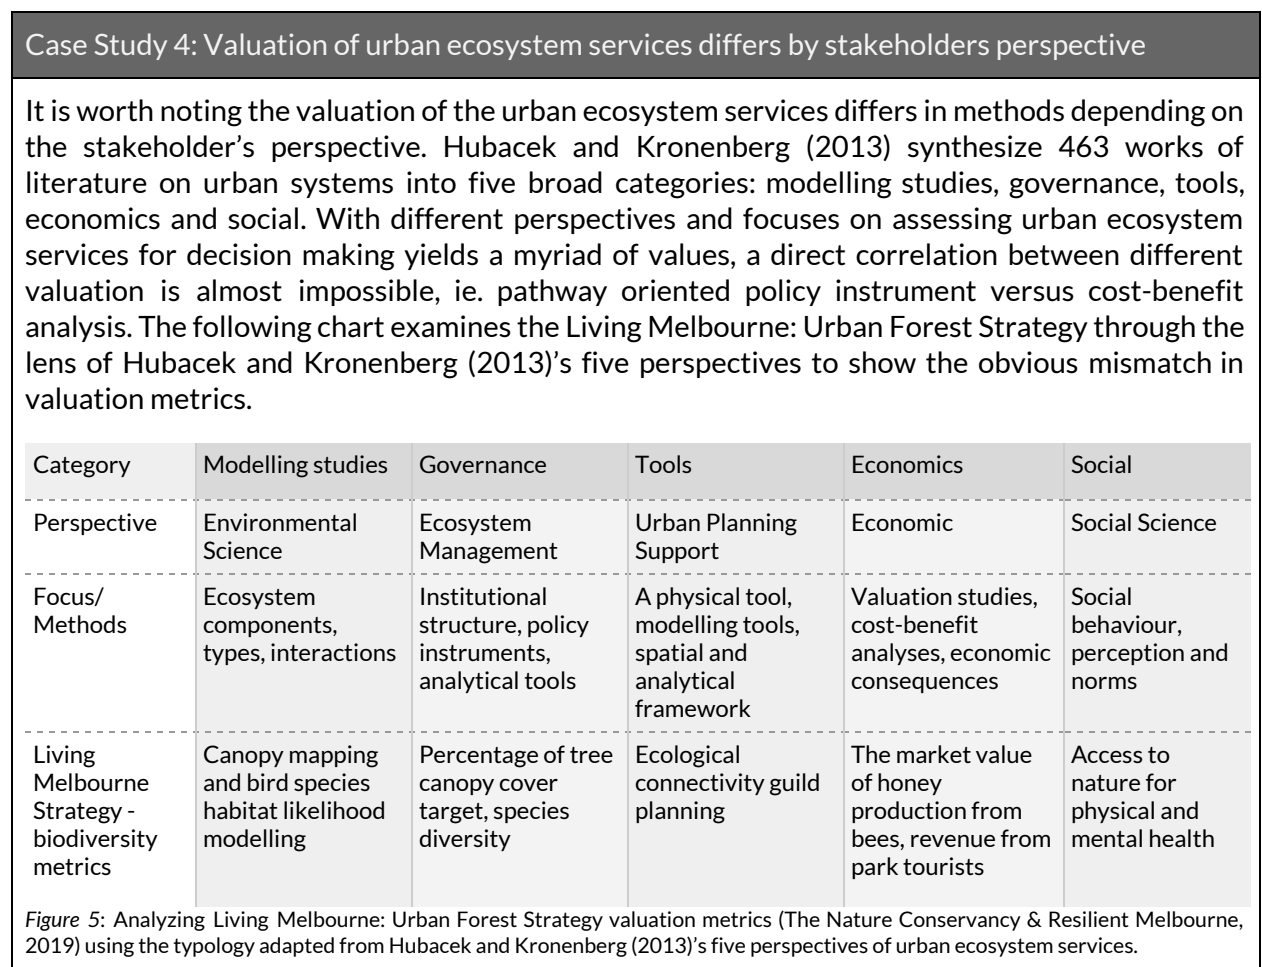 Case Study 4: Valuation of urban ecosystem services differs by stakeholders perspective
It is worth noting the valuation of the urban ecosystem services differs in methods depending on
the stakeholder’s perspective. Hubacek and Kronenberg (2013) synthesize 463 works of
literature on urban systems into five broad categories: modelling studies, governance, tools,
economics and social. With different perspectives and focuses on assessing urban ecosystem
services for decision making yields a myriad of values, a direct correlation between different
valuation is almost impossible, ie. pathway oriented policy instrument versus cost-benefit
analysis. The following chart examines the Living Melbourne: Urban Forest Strategy through the
lens of Hubacek and Kronenberg (2013)’s five perspectives to show the obvious mismatch in
valuation metrics.
Category
Modelling studies
Governance
Tools
Economics
Social
Perspective
Environmental
Science
Ecosystem
Management
Urban Planning
Support
Economic
Social Science
Focus/
Methods
Ecosystem
components,
types, interactions
Institutional
structure, policy
instruments,
analytical tools
A physical tool,
modelling tools,
spatial and
analytical
framework
Valuation studies,
cost-benefit
analyses, economic
consequences
Social
behaviour,
perception and
norms
Living
Melbourne
Strategy -
biodiversity
metrics
Canopy mapping
and bird species
habitat likelihood
modelling
Percentage of tree
canopy cover
target, species
diversity
Ecological
connectivity guild
planning
The market value
of honey
production from
bees, revenue from
park tourists
Access to
nature for
physical and
mental health
Figure 5: Analyzing Living Melbourne: Urban Forest Strategy valuation metrics (The Nature Conservancy & Resilient Melbourne,
2019) using the typology adapted from Hubacek and Kronenberg (2013)’s five perspectives of urban ecosystem services.